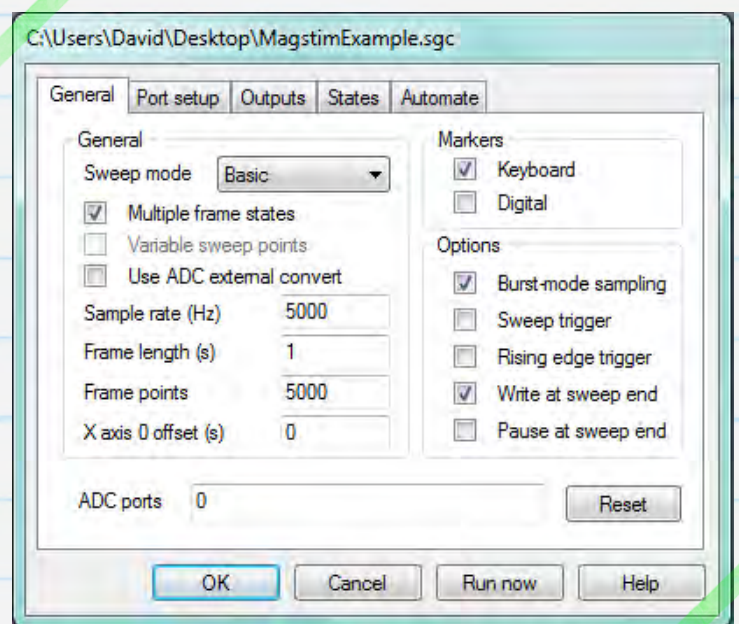 C:\Users\David\Desktop\MagstimExample.sgc
General Port setup Outputs States Automate
General
Sweep mode Basic
Multiple frame states
Variable sweep points
Use ADC external convert
Sample rate (Hz) 5000
Frame length (s) 1
Frame points 5000
X axis 0 offset (s) 0
Markers
Keyboard
Digital
Options
Burst-mode sampling
Sweep trigger
Rising edge trigger
Write at sweep end
Pause at sweep end
ADC ports 0
Reset
OK Cancel Run now Help